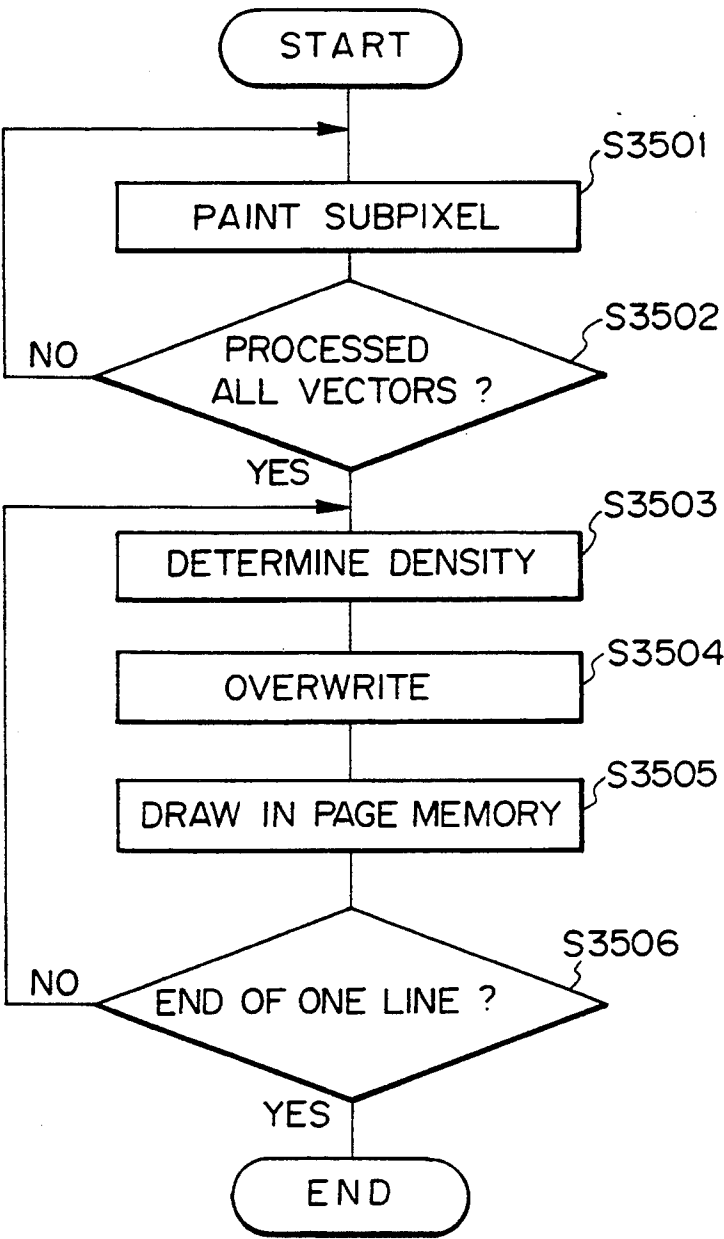 START
S3501
PAINT SUBPIXEL
S3502
PROCESSED
ALL VECTORS ?
NO
YES
S3503
DETERMINE DENSITY
S3504
OVERWRITE
S3505
DRAW IN PAGE MEMORY
S3506
NO
END OF ONE LINE ?
YES
END